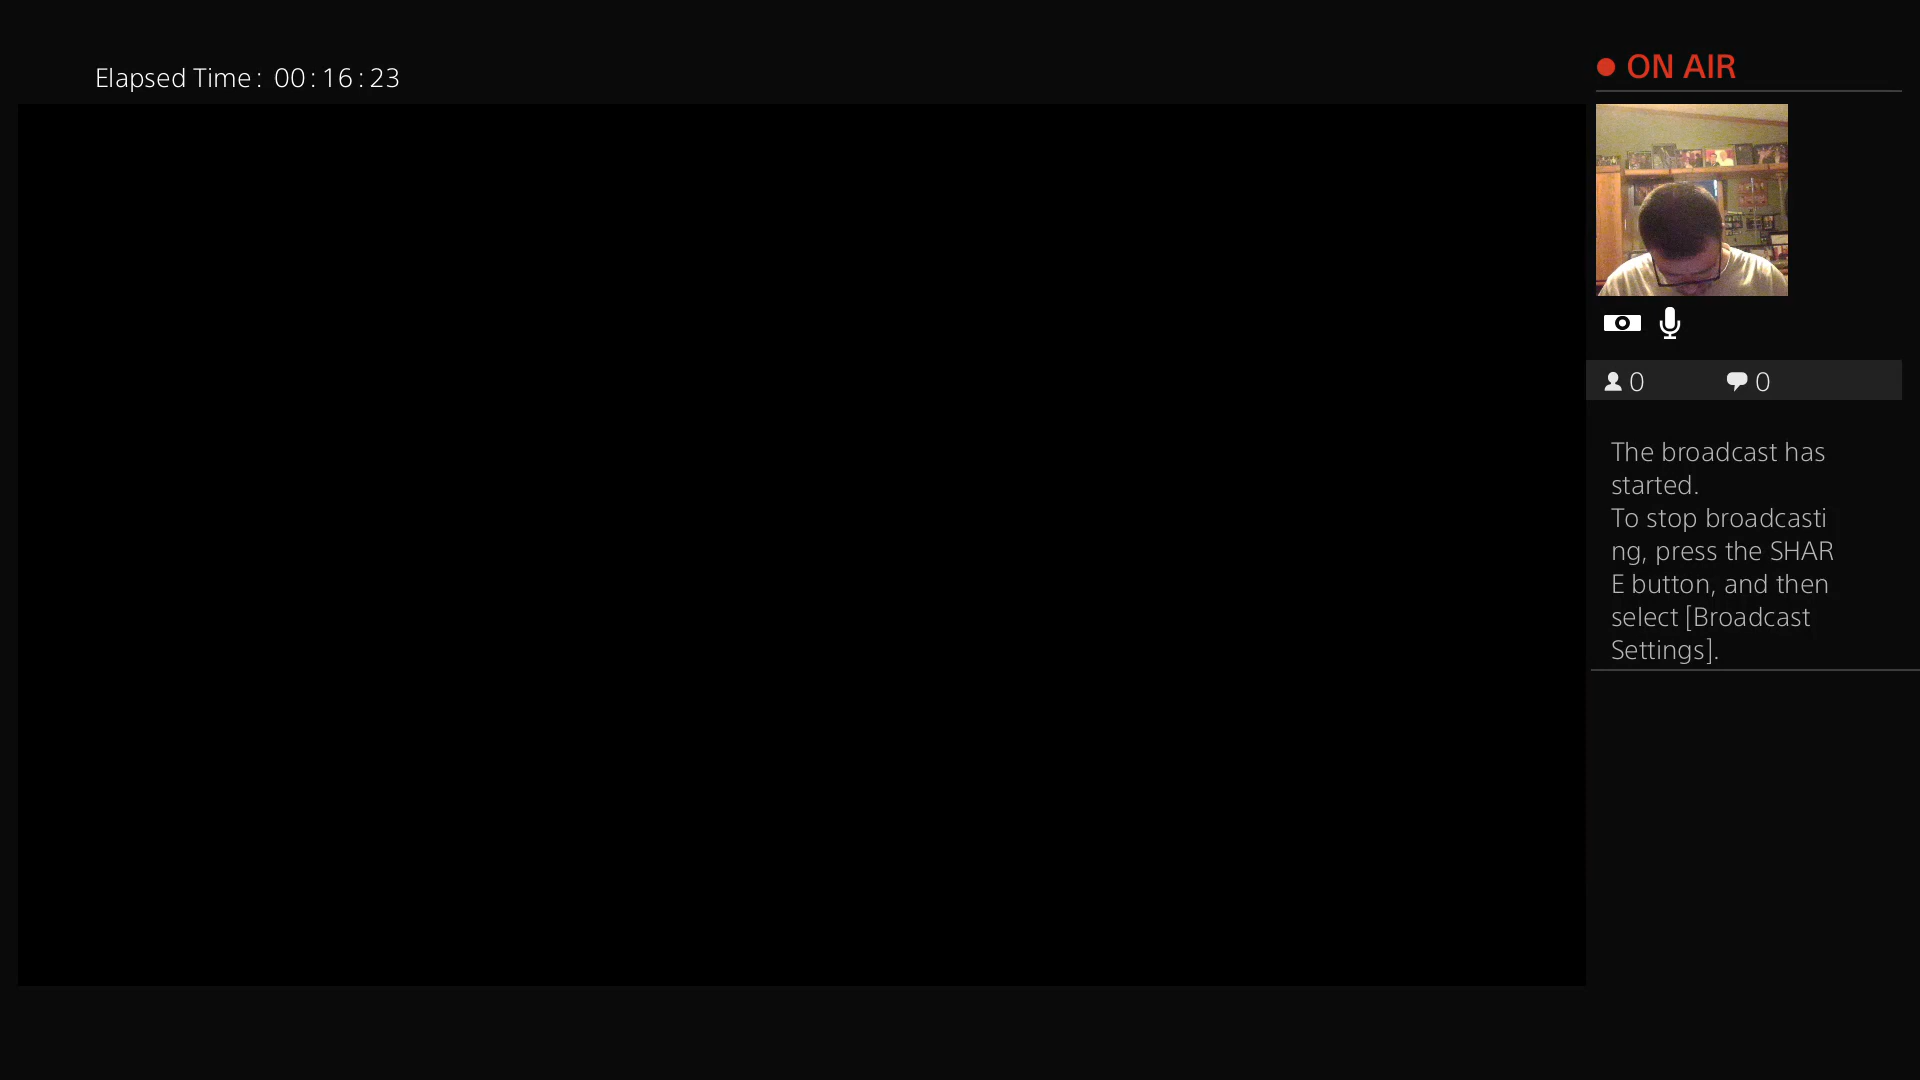 Elapsed Time: 00:16:23
ON AIR
0 0
The broadcast has
started.
To stop broadcasti
ng, press the SHAR
E button, and then
select [Broadcast
Settings].